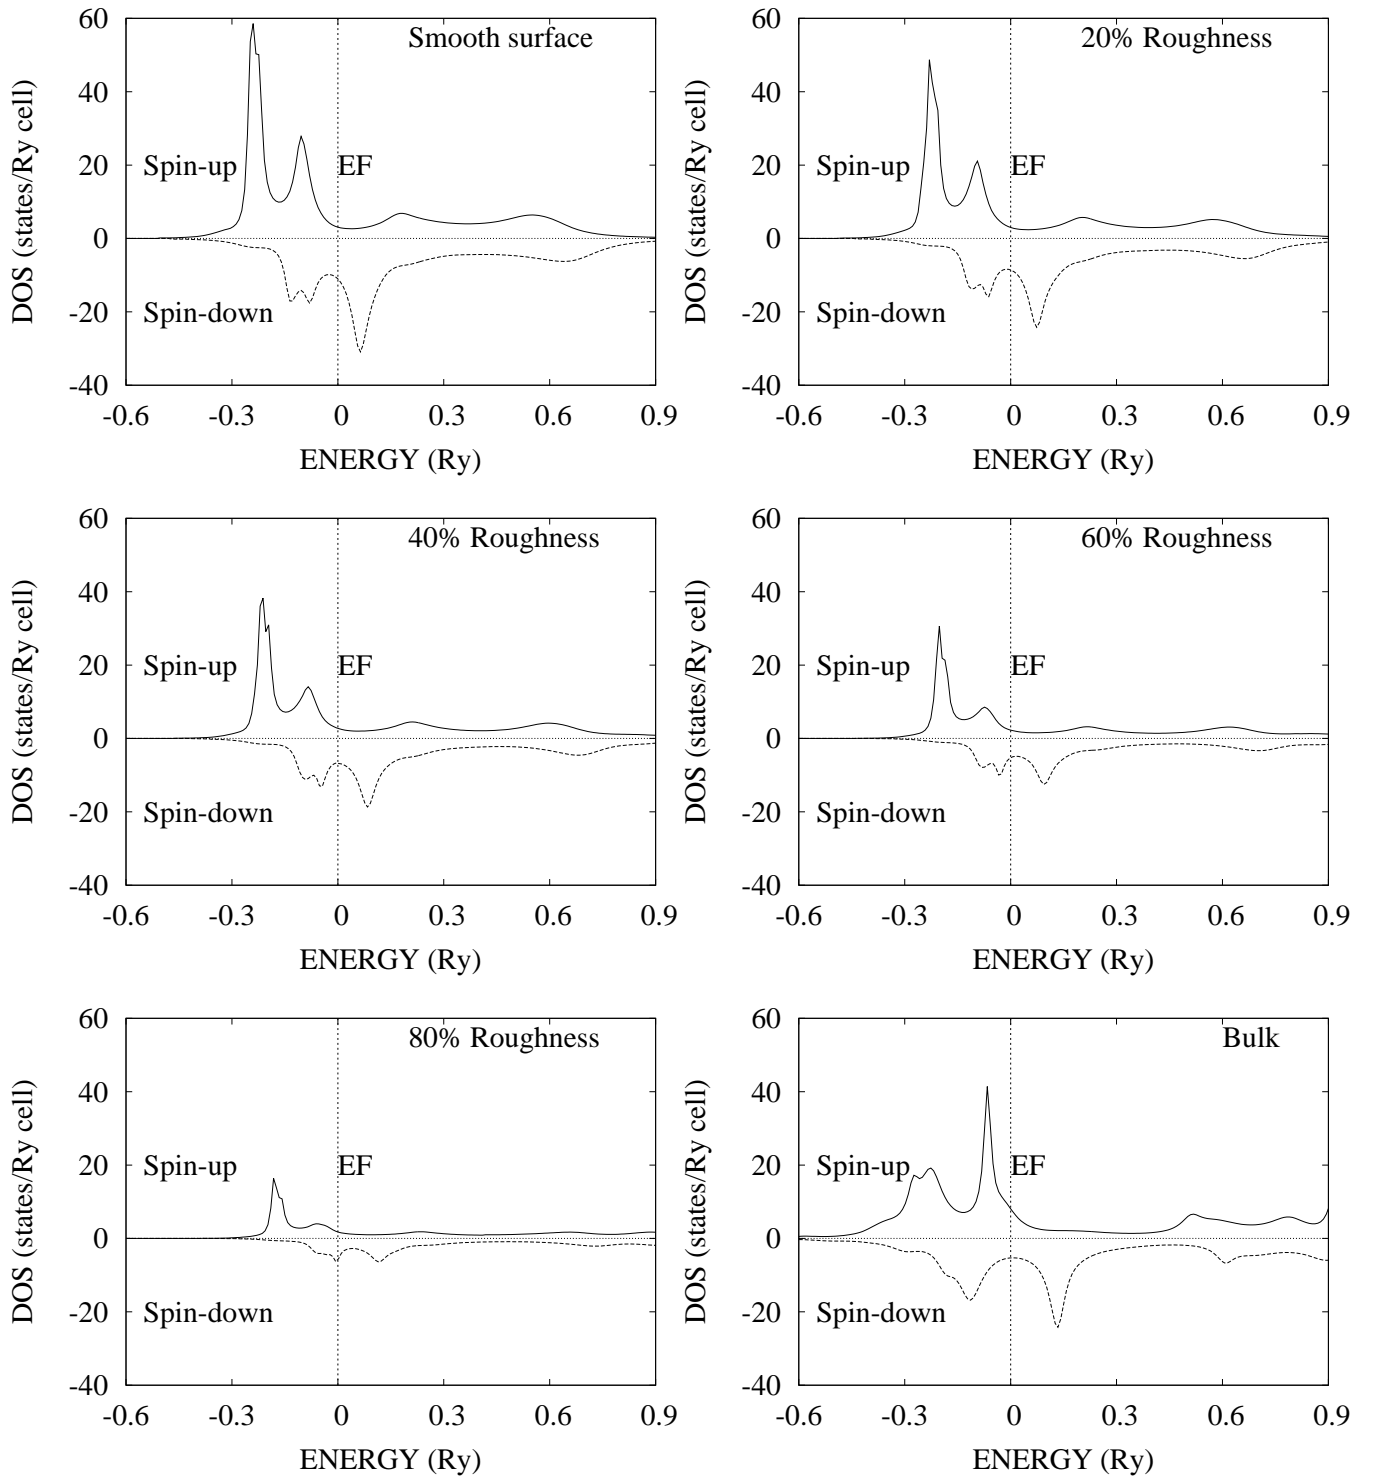 60
Smooth surface
40
DOS (states/Ry cell)
Spin-up
EF
20
0
-20
Spin-down
-40
-0.6
-0.3
0
0.3
0.6
0.9
ENERGY (Ry)
60
20% Roughness
40
DOS (states/Ry cell)
Spin-up
EF
20
0
-20
Spin-down
-40
-0.6
-0.3
0
0.3
0.6
0.9
ENERGY (Ry)
60
40% Roughness
40
DOS (states/Ry cell)
Spin-up
EF
20
0
-20
Spin-down
-40
-0.6
-0.3
0
0.3
0.6
0.9
ENERGY (Ry)
60
60% Roughness
40
DOS (states/Ry cell)
Spin-up
EF
20
0
-20
Spin-down
-40
-0.6
-0.3
0
0.3
0.6
0.9
ENERGY (Ry)
60
80% Roughness
40
DOS (states/Ry cell)
Spin-up
EF
20
0
-20
Spin-down
-40
-0.6
-0.3
0
0.3
0.6
0.9
ENERGY (Ry)
60
Bulk
40
DOS (states/Ry cell)
Spin-up
EF
20
0
-20
Spin-down
-40
-0.6
-0.3
0
0.3
0.6
0.9
ENERGY (Ry)